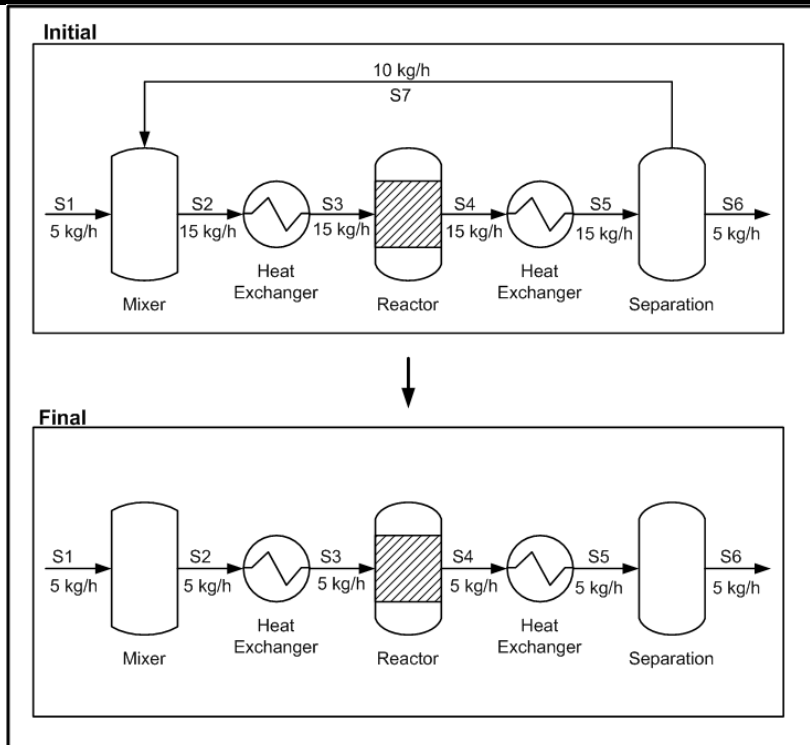 Initial
10 kg/h
S7
S1 S2 S3 S4 S5 S6
5 kg/h 15 kg/h 15 kg/h 15 kg/h 15 kg/h 5 kg/h
Mixer Heat Exchanger Reactor Heat Exchanger Separation
Final
S1 S2 S3 S4 S5 S6
5 kg/h 5 kg/h 5 kg/h 5 kg/h 5 kg/h 5 kg/h
Mixer Heat Exchanger Reactor Heat Exchanger Separation